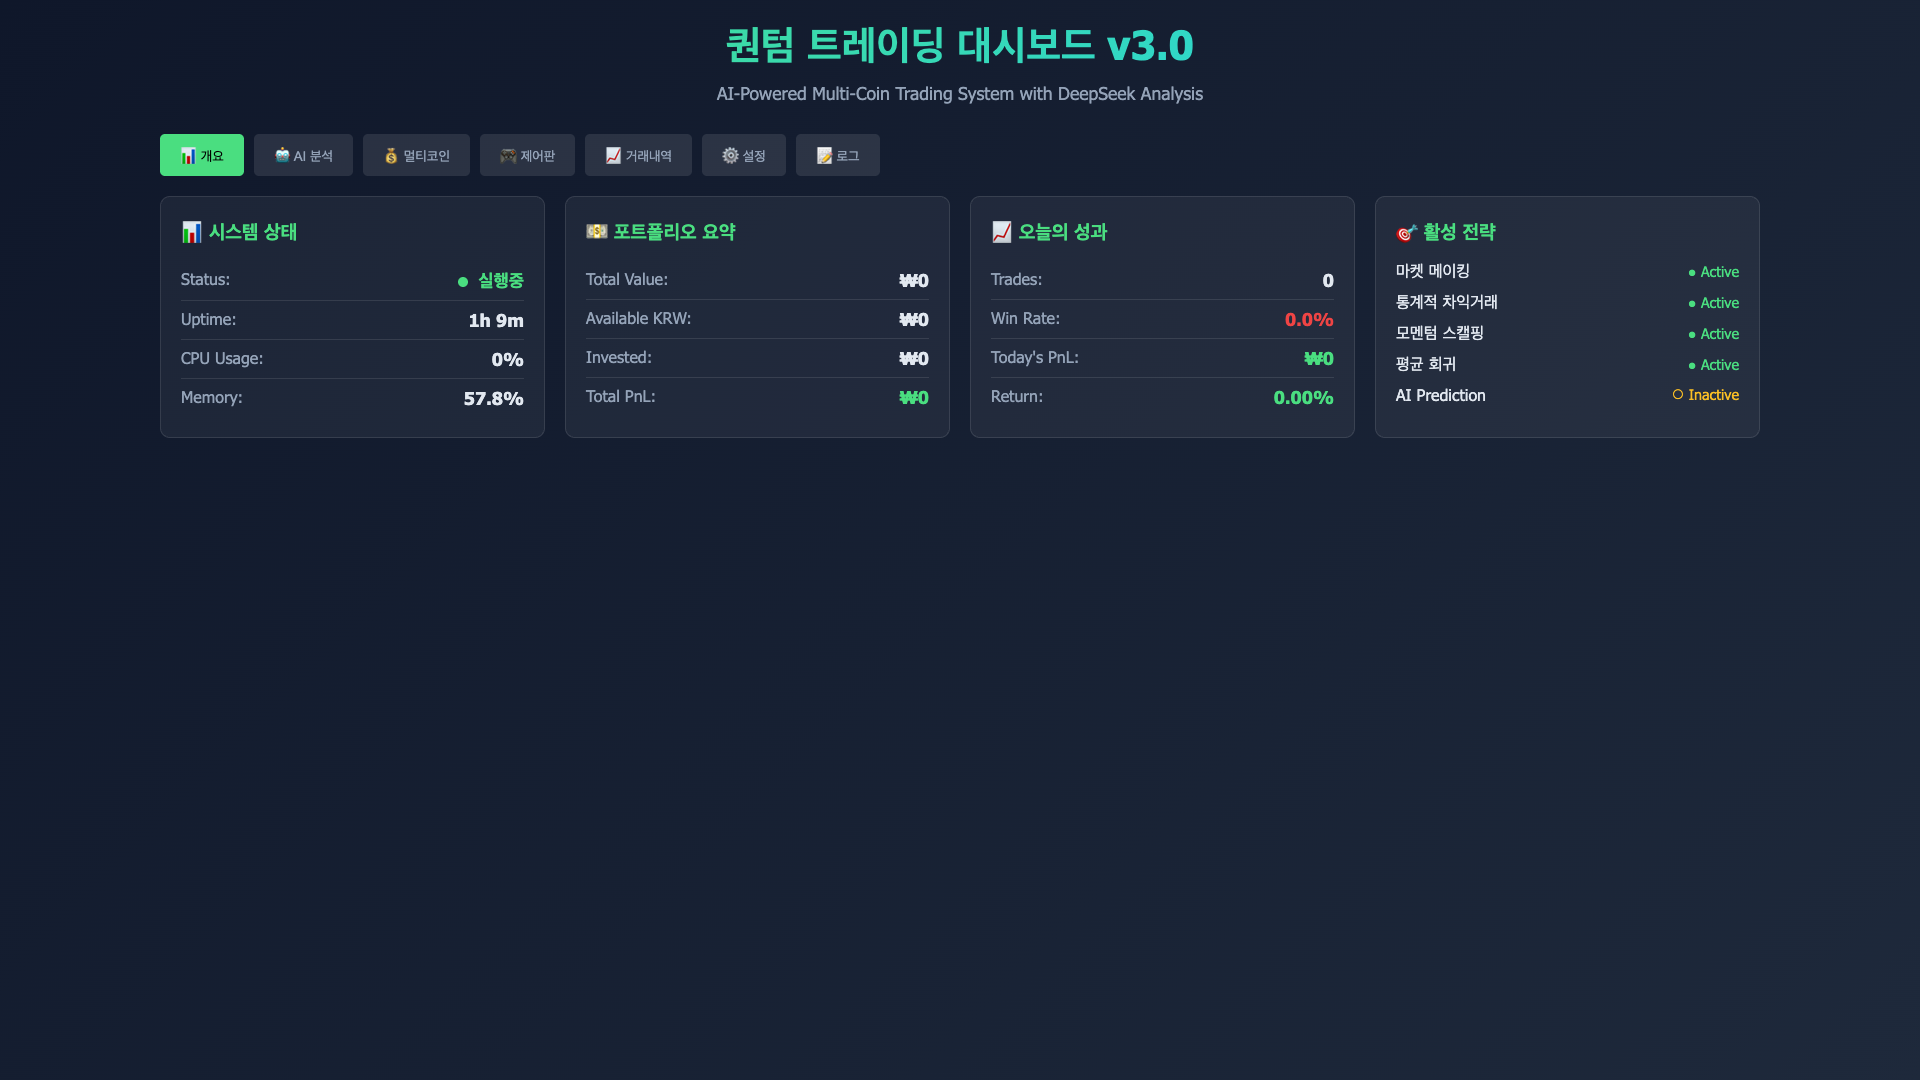 퀀텀 트레이딩 대시보드 v3.0
AI-Powered Multi-Coin Trading System with DeepSeek Analysis
개요
AI 분석
멀티코인
제어판
거래내역
설정
로그
시스템 상태
Status: 실행중
Uptime: 1h 9m
CPU Usage: 0%
Memory: 57.8%
포트폴리오 요약
Total Value: ₩0
Available KRW: ₩0
Invested: ₩0
Total PnL: ₩0
오늘의 성과
Trades: 0
Win Rate: 0.0%
Today's PnL: ₩0
Return: 0.00%
활성 전략
마켓 메이킹 ● Active
통계적 차익거래 ● Active
모멘텀 스캘핑 ● Active
평균 회귀 ● Active
AI Prediction ○ Inactive